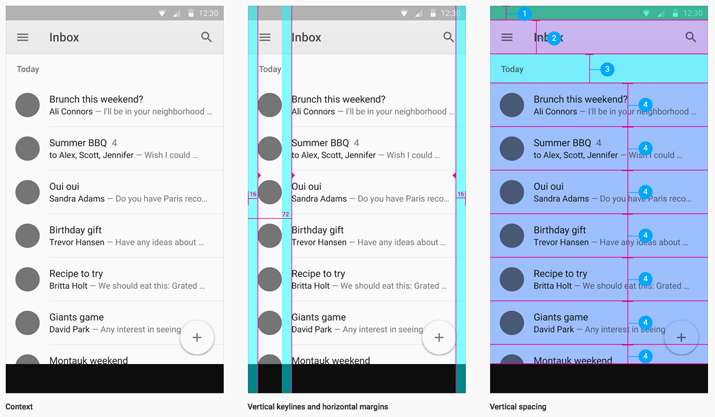 12:30
Inbox
Today
Brunch this weekend?
Ali Connors — I'll be in your neighborhood ...
Summer BBQ 4
to Alex, Scott, Jennifer — Wish I could ...
Oui oui
Sandra Adams — Do you have Paris reco...
Birthday gift
Trevor Hansen — Have any ideas about ...
Recipe to try
Britta Holt — We should eat this: Grated ...
Giants game
David Park — Any interest in seeing
Montauk weekend
Context
12:30
Inbox
Today
Brunch this weekend?
Ali Connors — I'll be in your neighborhood ...
Summer BBQ 4
to Alex, Scott, Jennifer — Wish I could ...
Oui oui
16
16
Sandra Adams — Do you have Paris reco...
72
Birthday gift
Trevor Hansen — Have any ideas about ...
Recipe to try
Britta Holt — We should eat this: Grated ...
Giants game
David Park — Any interest in seeing
Montauk weekend
Vertical keylines and horizontal margins
1
12:30
Inbox
2
Today
3
Brunch this weekend?
4
Ali Connors — I'll be in your neighborhood ...
Summer BBQ 4
4
to Alex, Scott, Jennifer — Wish I could ...
Oui oui
4
Sandra Adams — Do you have Paris reco...
Birthday gift
4
Trevor Hansen — Have any ideas about ...
Recipe to try
4
Britta Holt — We should eat this: Grated ...
Giants game
4
David Park — Any interest in seeing
Montauk weekend
4
Vertical spacing